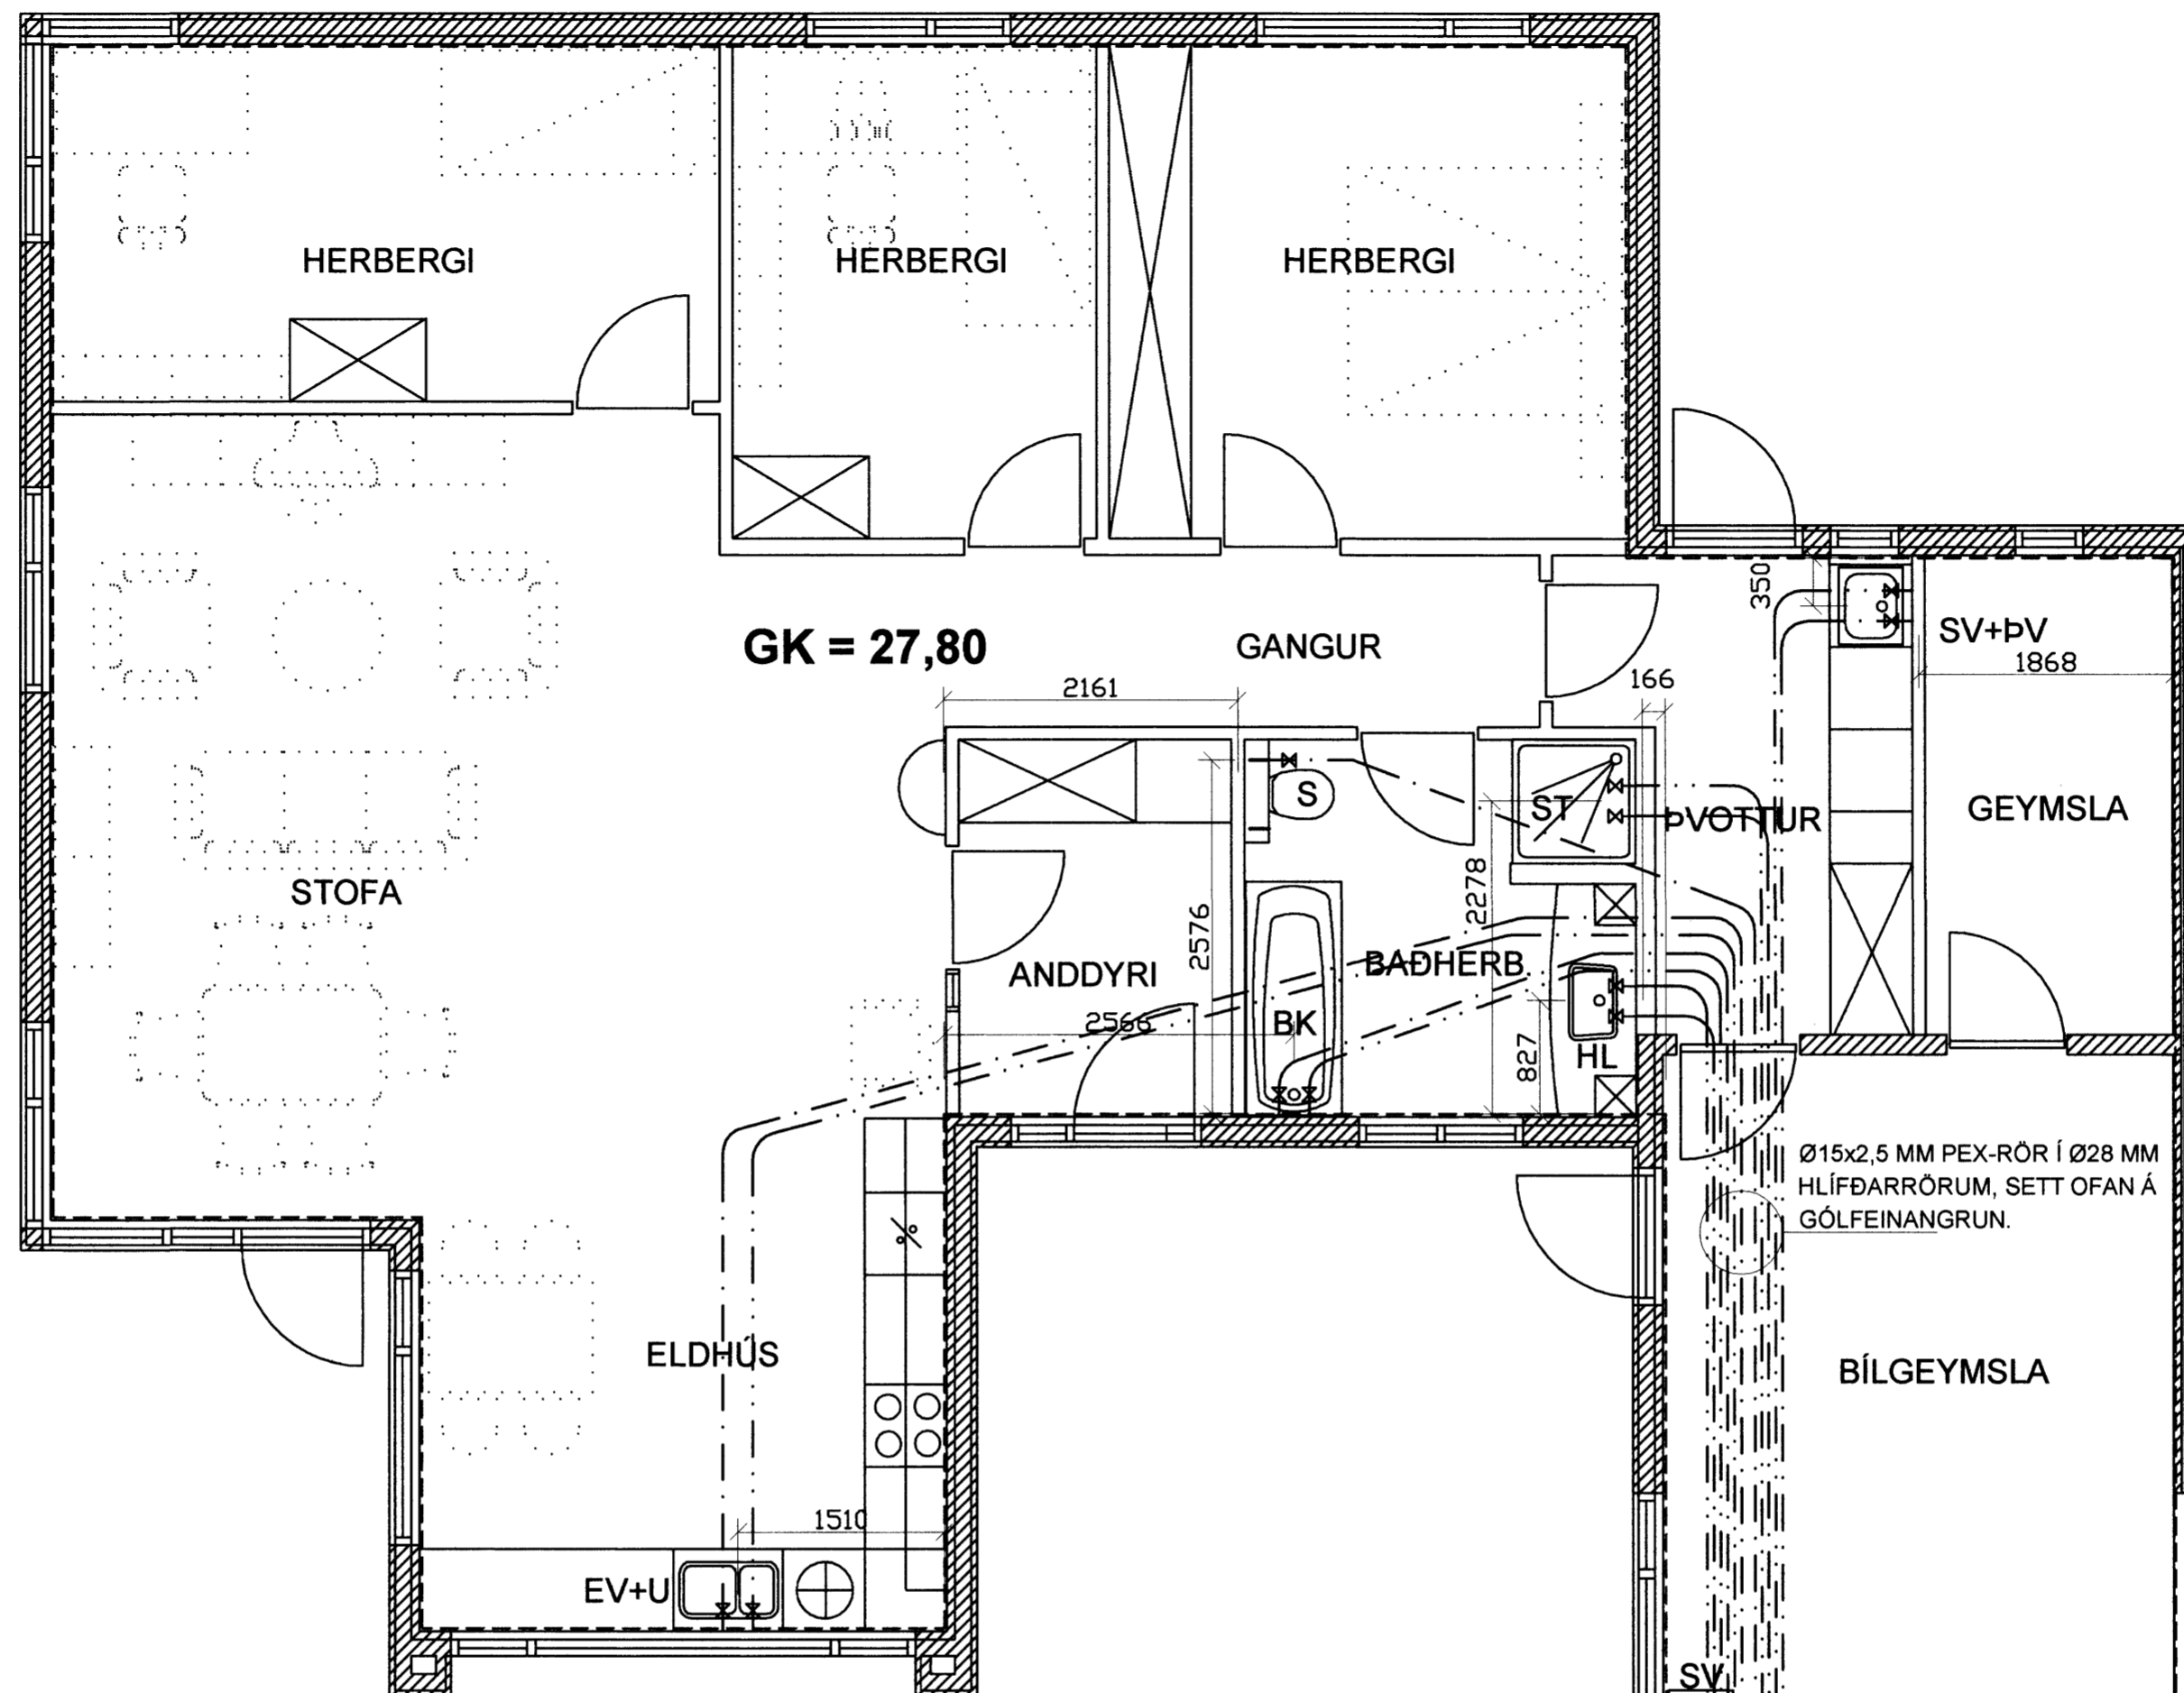 HERBERGI
HERBERGI
HERBERGI
350
GK = 27,80
GANGUR
SV+ÞV
1868
2161
166
S
ST
ÞVOTTUR
GEYMSLA
STOFA
2278
2576
ANDDYRI
BAÐHERB.
2566
BK
827
HL
Ø15x2,5 MM PEX-RÖR Í Ø28 MM
HLÍFÐARRÖRUM, SETT OFAN Á
GÓLFEINANGRUN.
ELDHÚS
BÍLGEYMSLA
1510
EV+U
SV